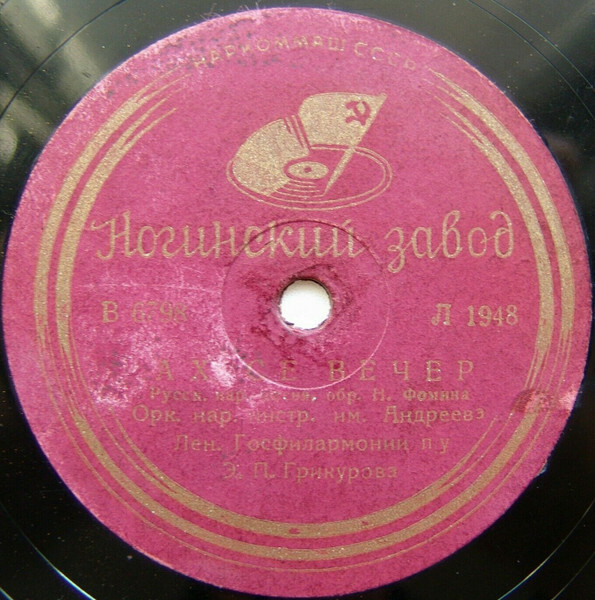 НАРКОММАШ СССР
Ногинский завод
В 6798 Л 1948
АХ ВЕЧЕР
Русск. нар. обр. Н. Фомина
Орк. нар. инстр. им. Андреева
Лен. Госфилармонии п/у
Э. П. Грикурова